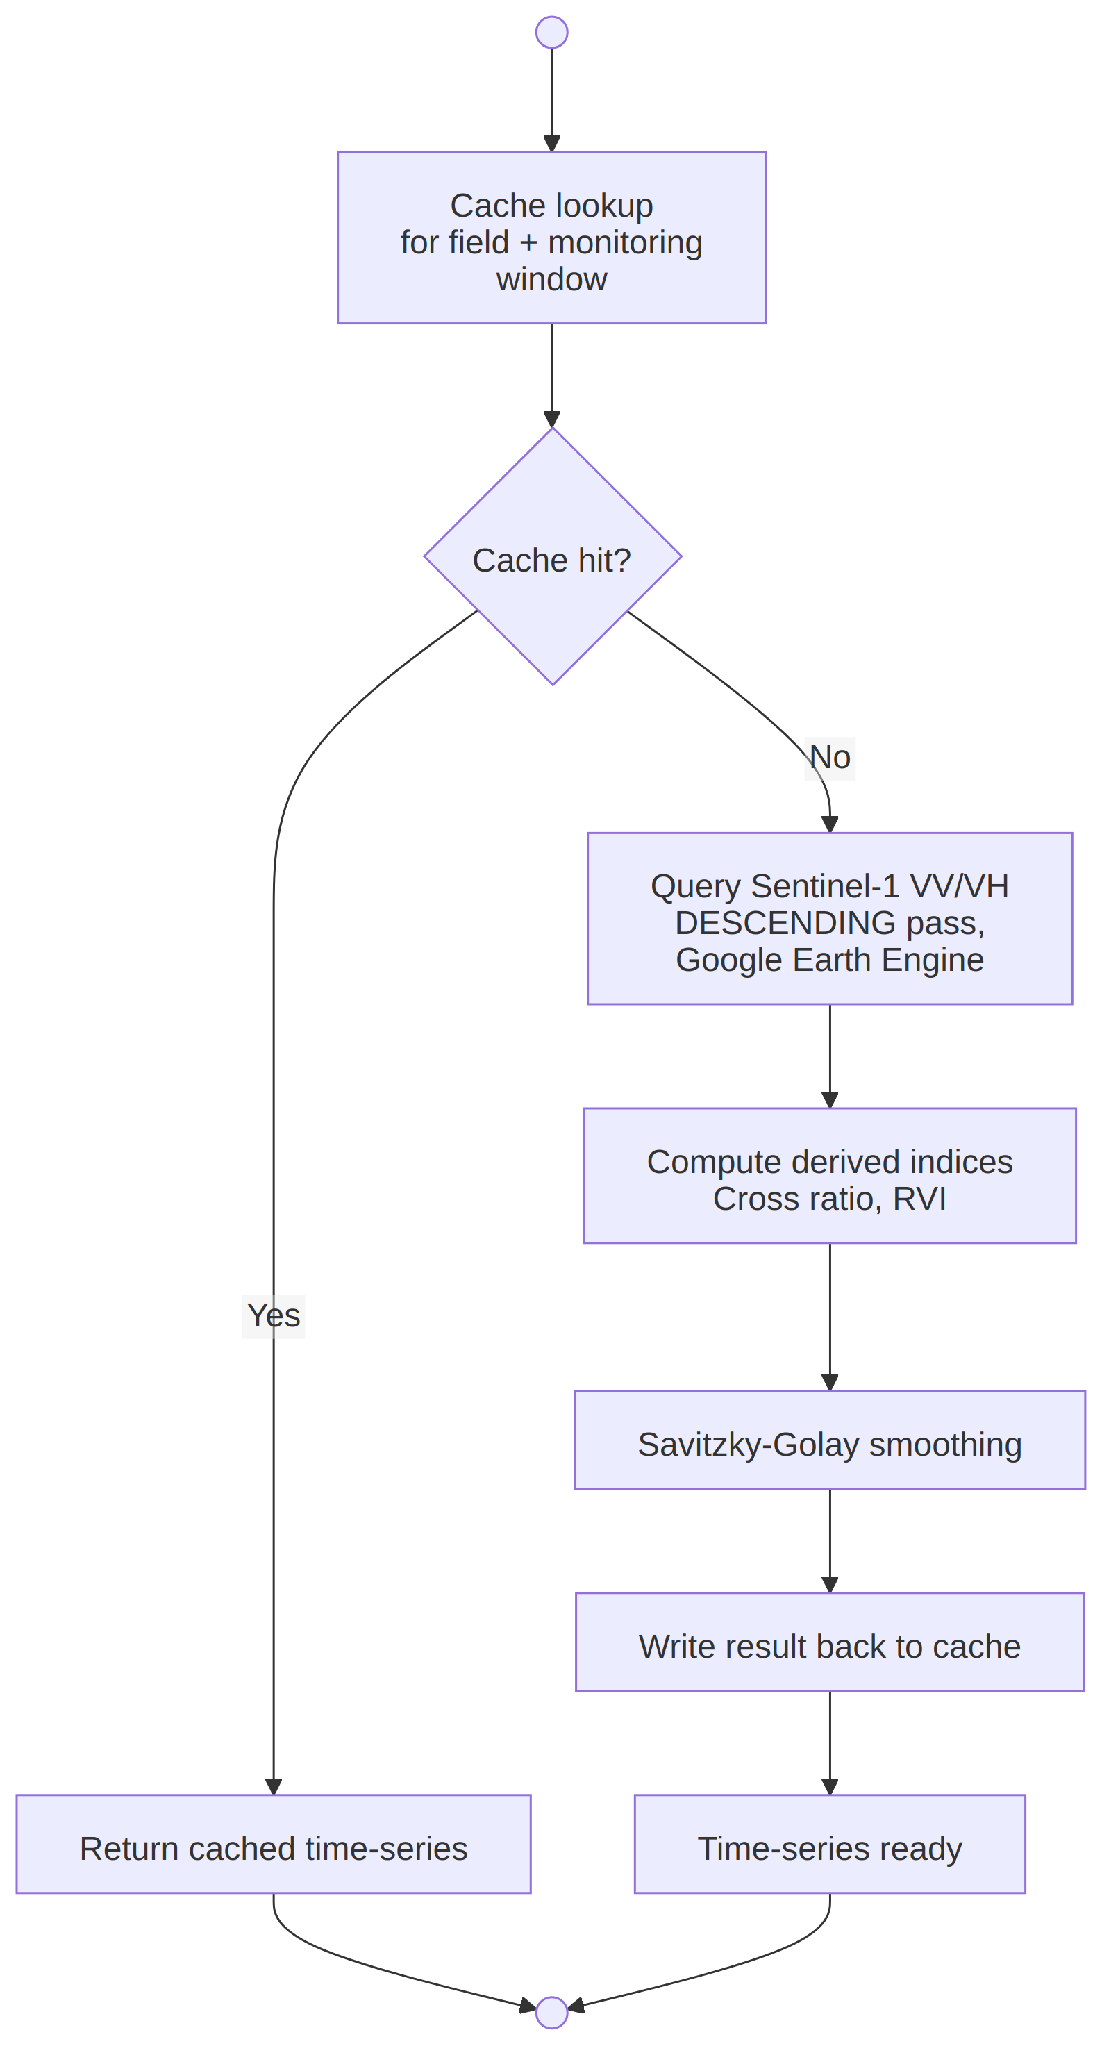 Cache lookup
for field + monitoring
window
Cache hit?
No
Query Sentinel-1 VV/VH
DESCENDING pass,
Google Earth Engine
Compute derived indices
Cross ratio, RVI
Yes
Savitzky-Golay smoothing
Write result back to cache
Return cached time-series
Time-series ready